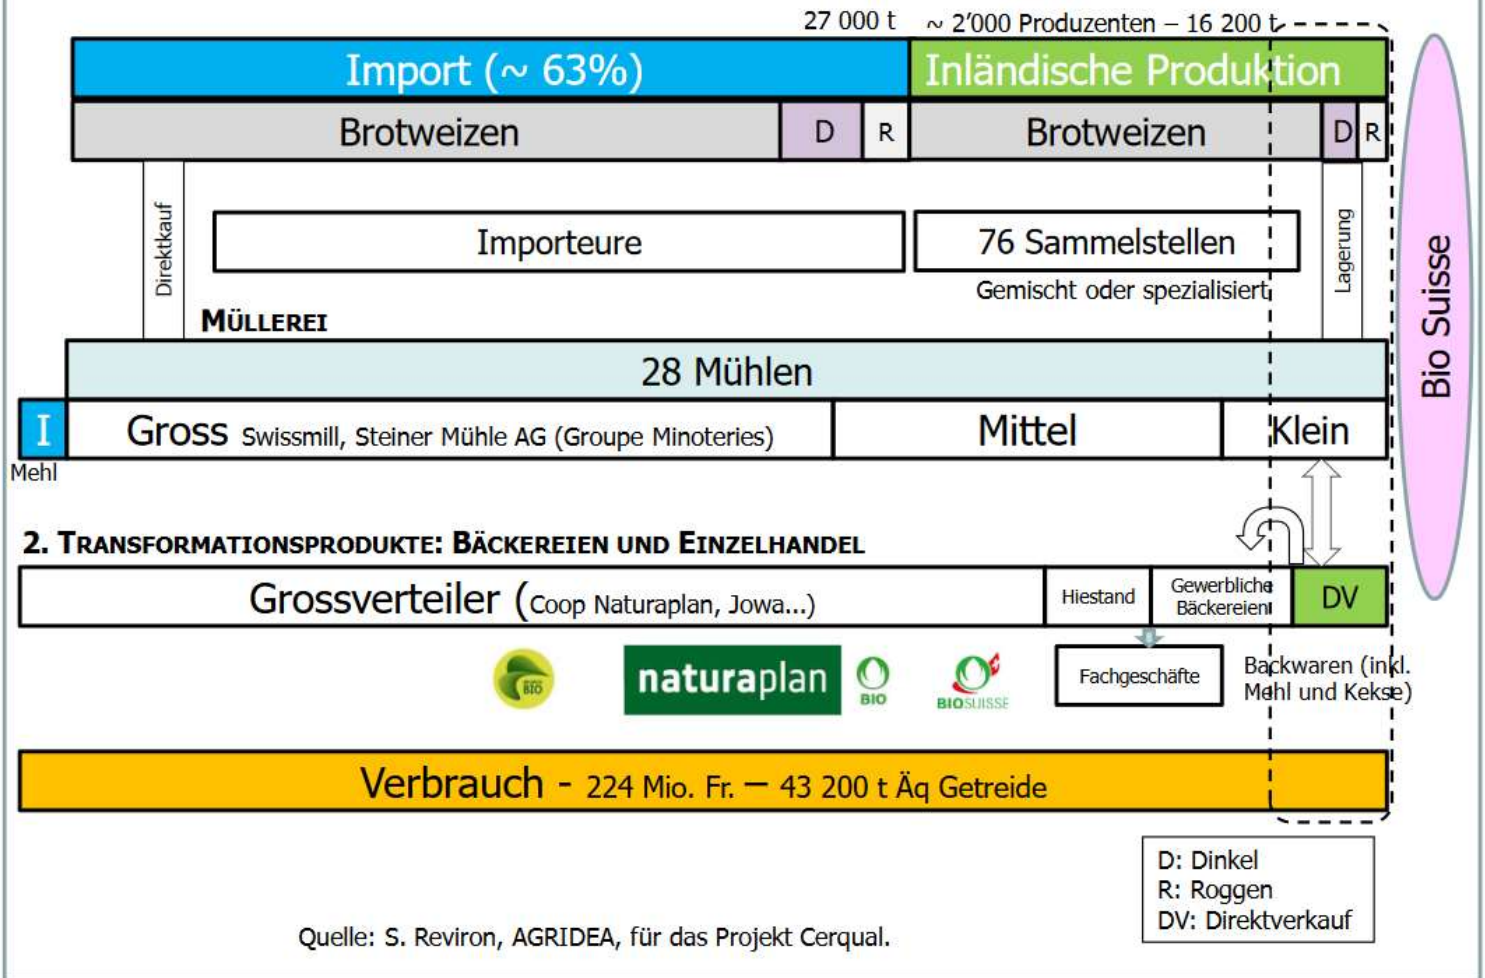 27 000 t ~ 2'000 Produzenten – 16 200 t
Import (~ 63%)
Inländische Produktion
Brotweizen
D
R
Brotweizen
D
R
Direktkauf
Importeure
76 Sammelstellen
Gemischt oder spezialisiert
Lagerung
Bio Suisse
MÜLLEREI
28 Mühlen
I
Gross Swissmill, Steiner Mühle AG (Groupe Minoteries)
Mittel
Klein
Mehl
2. TRANSFORMATIONSPRODUKTE: BÄCKEREIEN UND EINZELHANDEL
Grossverteiler (Coop Naturaplan, Jowa...)
Hiestand
Gewerbliche
Bäckereien
DV
BIO
naturaplan
BIO
BIOSUISSE
Fachgeschäfte
Backwaren (inkl.
Mehl und Kekse)
Verbrauch - 224 Mio. Fr. – 43 200 t Äq Getreide
D: Dinkel
R: Roggen
DV: Direktverkauf
Quelle: S. Reviron, AGRIDEA, für das Projekt Cerqual.